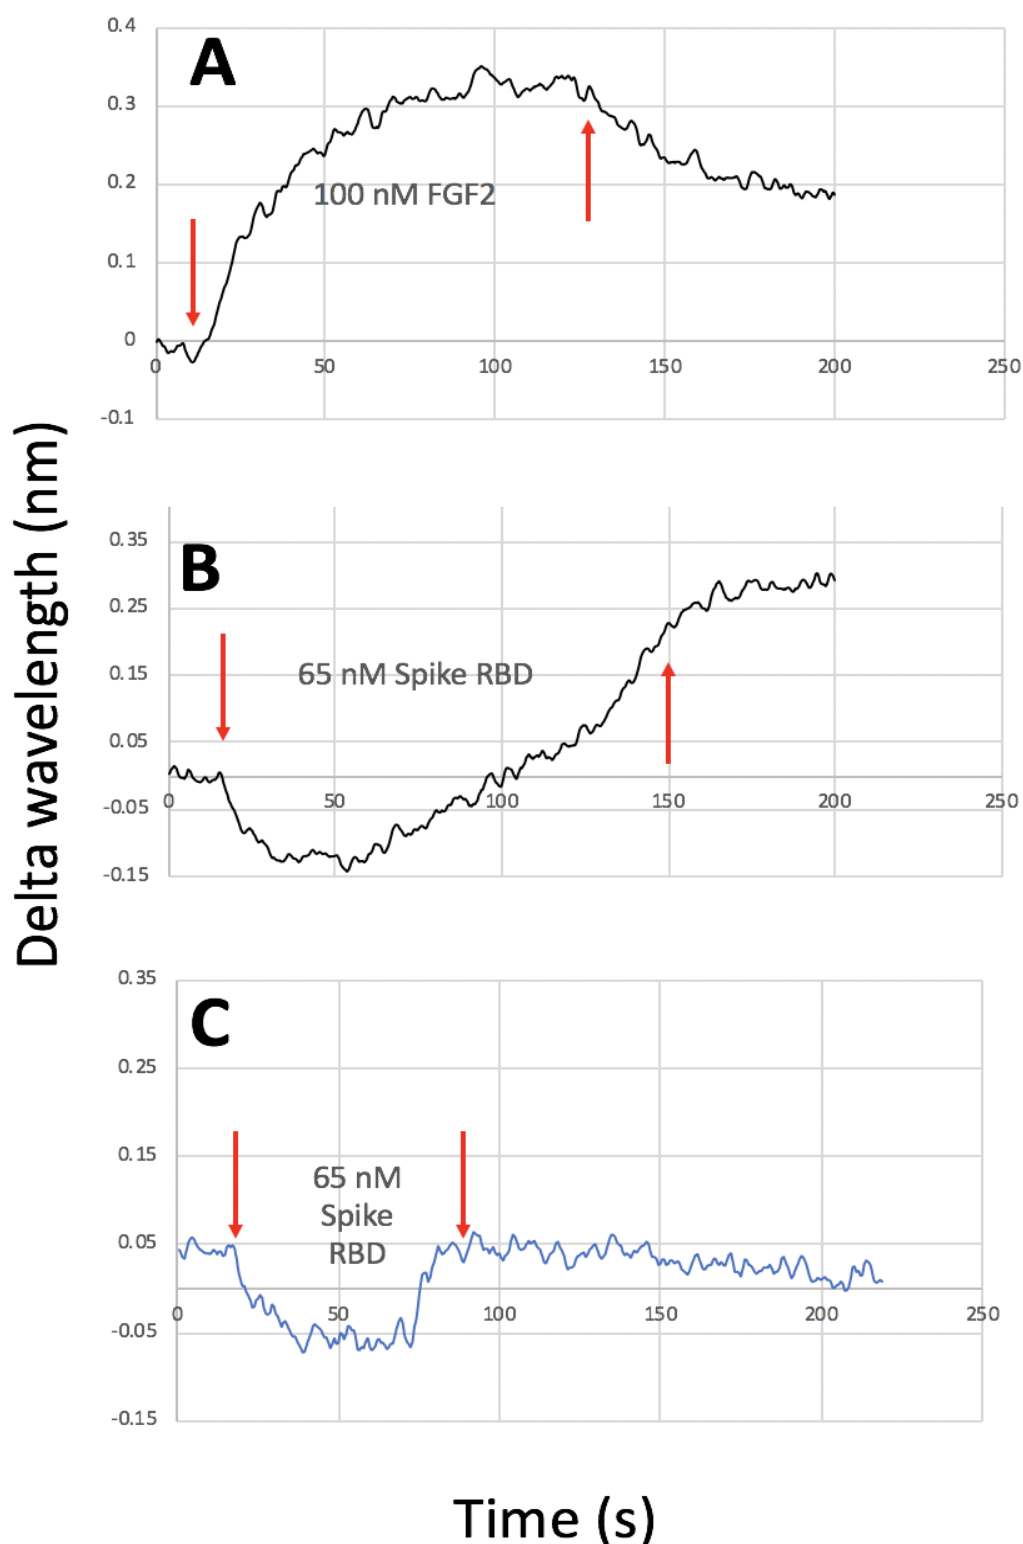 Delta wavelength (nm)
A
0.4
0.3
0.2
0.1
0
-0.1
100 nM FGF2
0 50 100 150 200 250
B
0.35
0.25
0.15
0.05
-0.05
-0.15
65 nM Spike RBD
0 50 100 150 200 250
C
0.35
0.25
0.15
0.05
-0.05
-0.15
65 nM
Spike
RBD
0 50 100 150 200 250
Time (s)